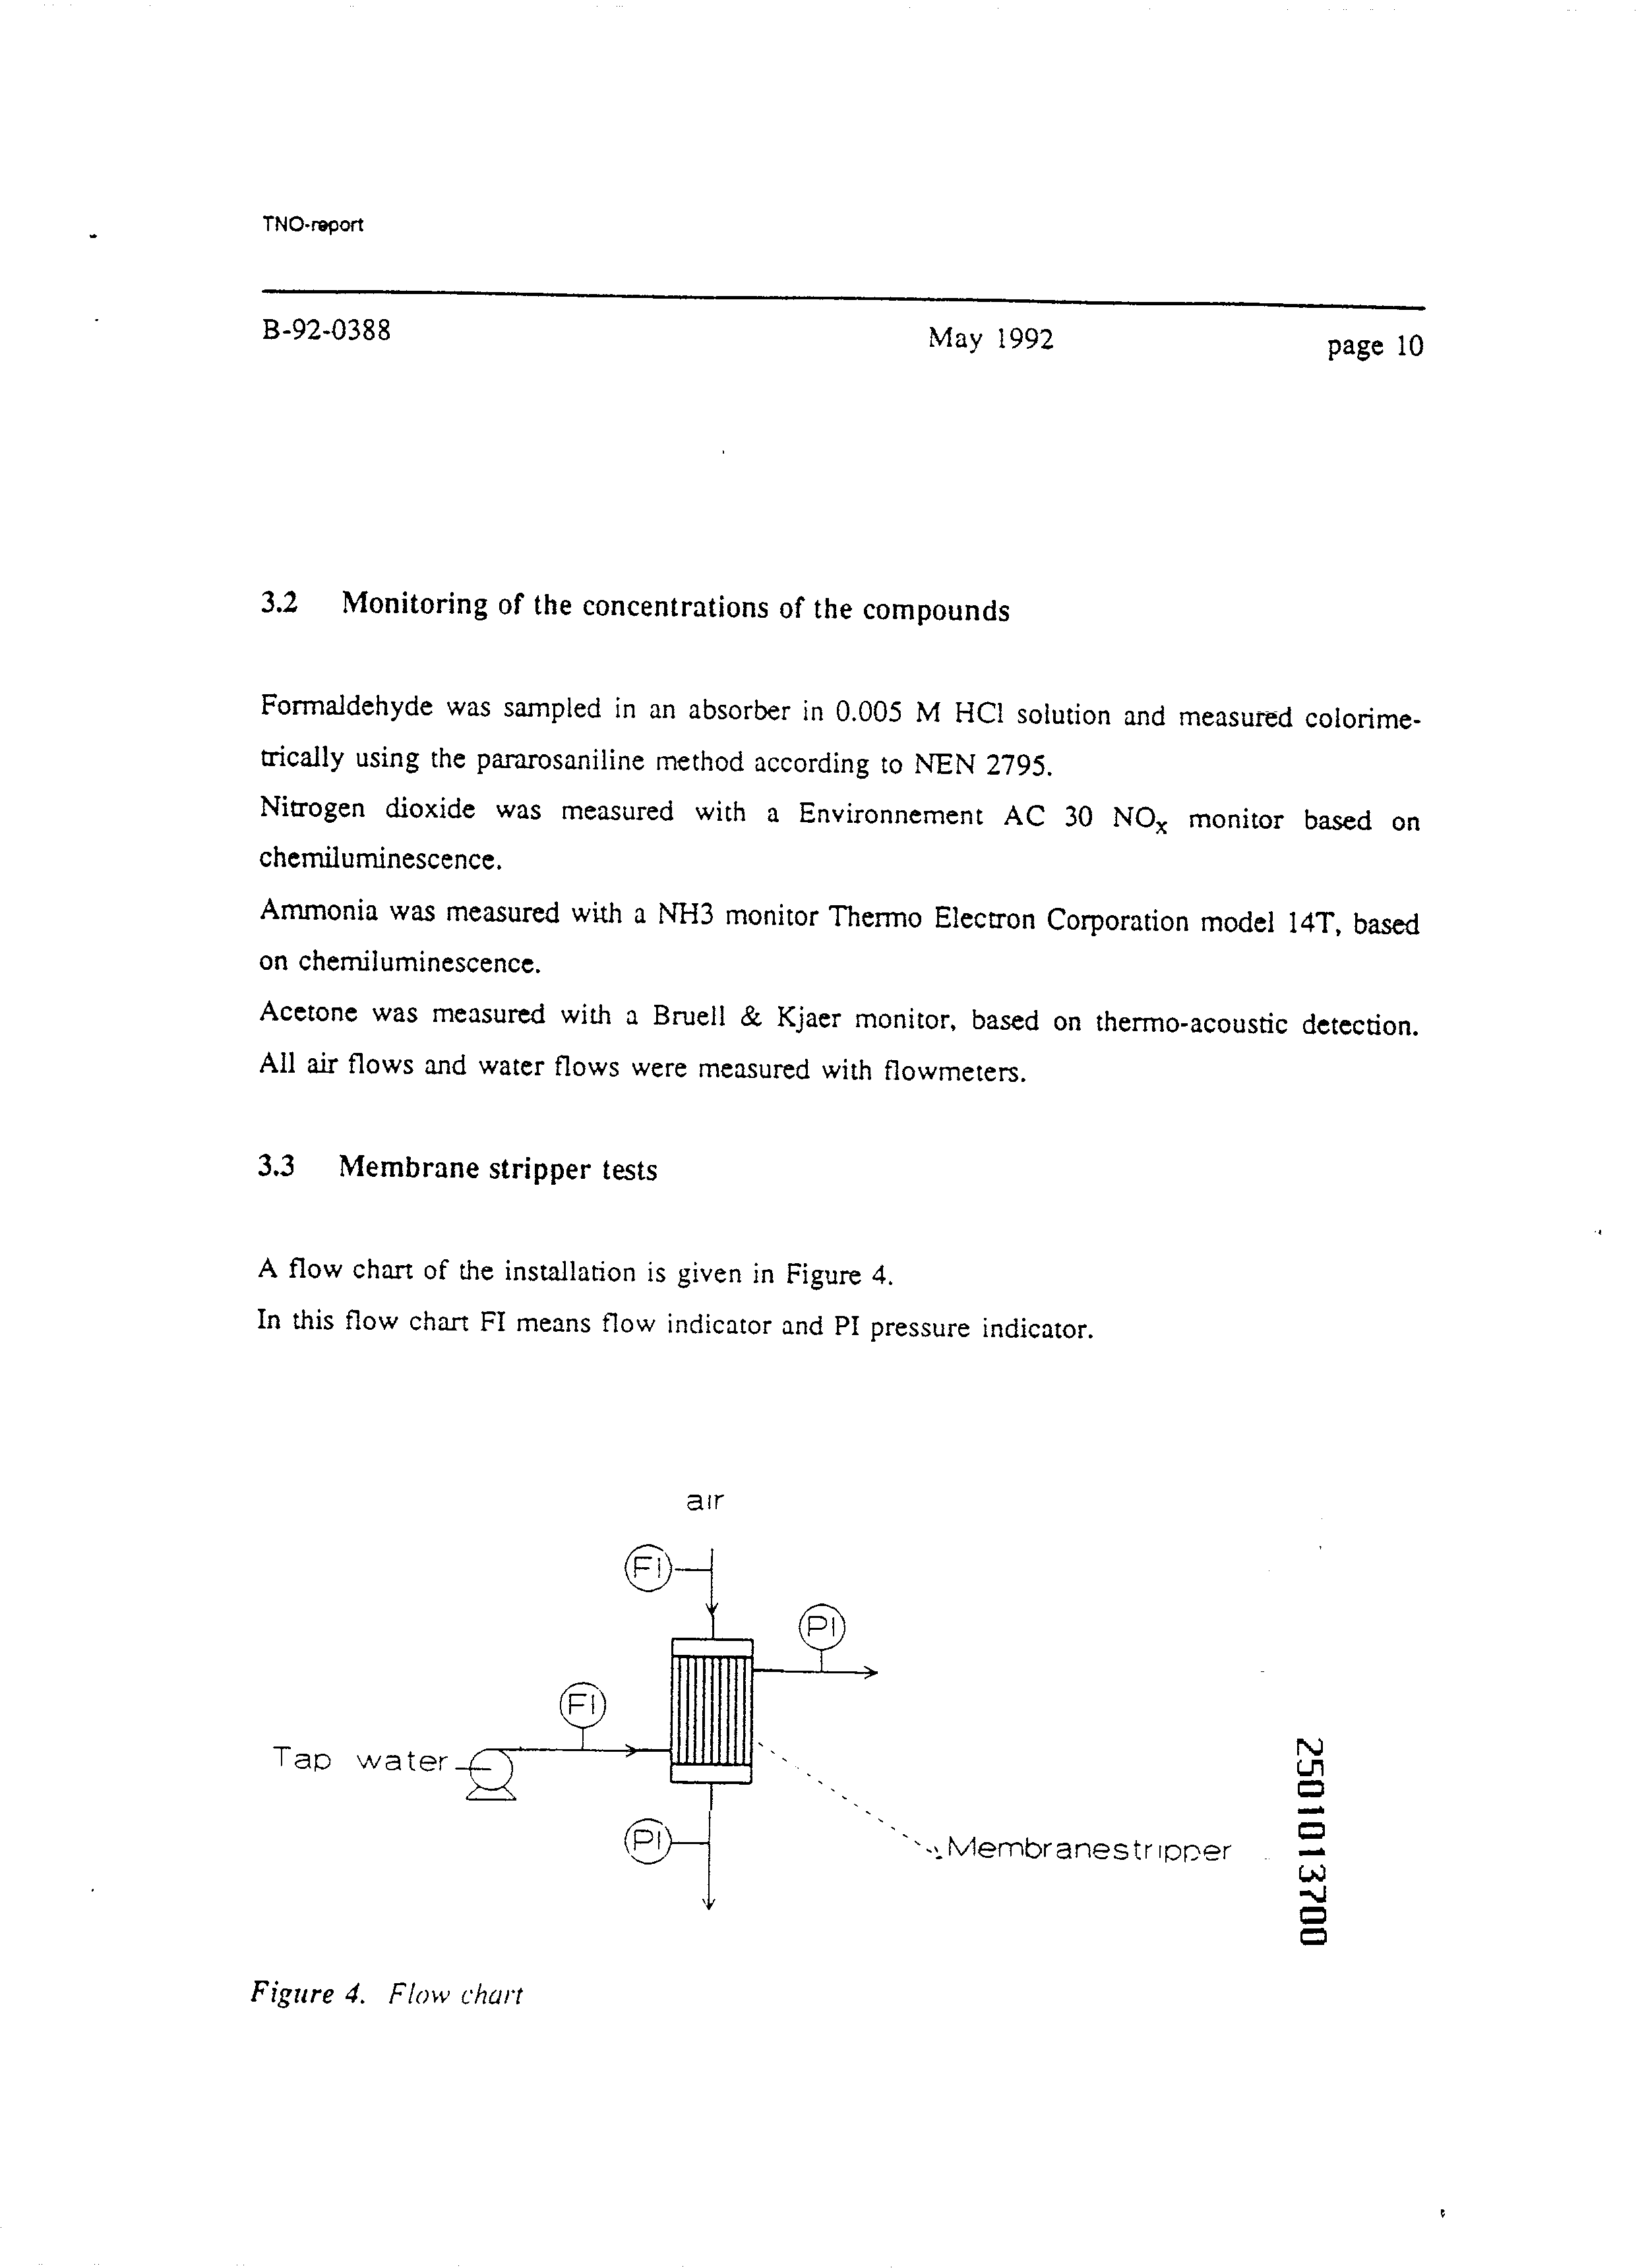 TNO-report
B-92-0388 May 1992 page 10
3.2 Monitoring of the concentrations of the compounds
Formaldehyde was sampled in an absorber in 0.005 M HCl solution and measured colorime-
trically using the pararosaniline method according to NEN 2795.
Nitrogen dioxide was measured with a Environnement AC 30 NOx monitor based on
chemiluminescence.
Ammonia was measured with a NH3 monitor Thermo Electron Corporation model 14T, based
on chemiluminescence.
Acetone was measured with a Bruell & Kjaer monitor, based on thermo-acoustic detection.
All air flows and water flows were measured with flowmeters.
3.3 Membrane stripper tests
A flow chart of the installation is given in Figure 4.
In this flow chart FI means flow indicator and PI pressure indicator.
air
FI
PI
FI
Tap water
PI
Membranestripper
2501013700
Figure 4. Flow chart